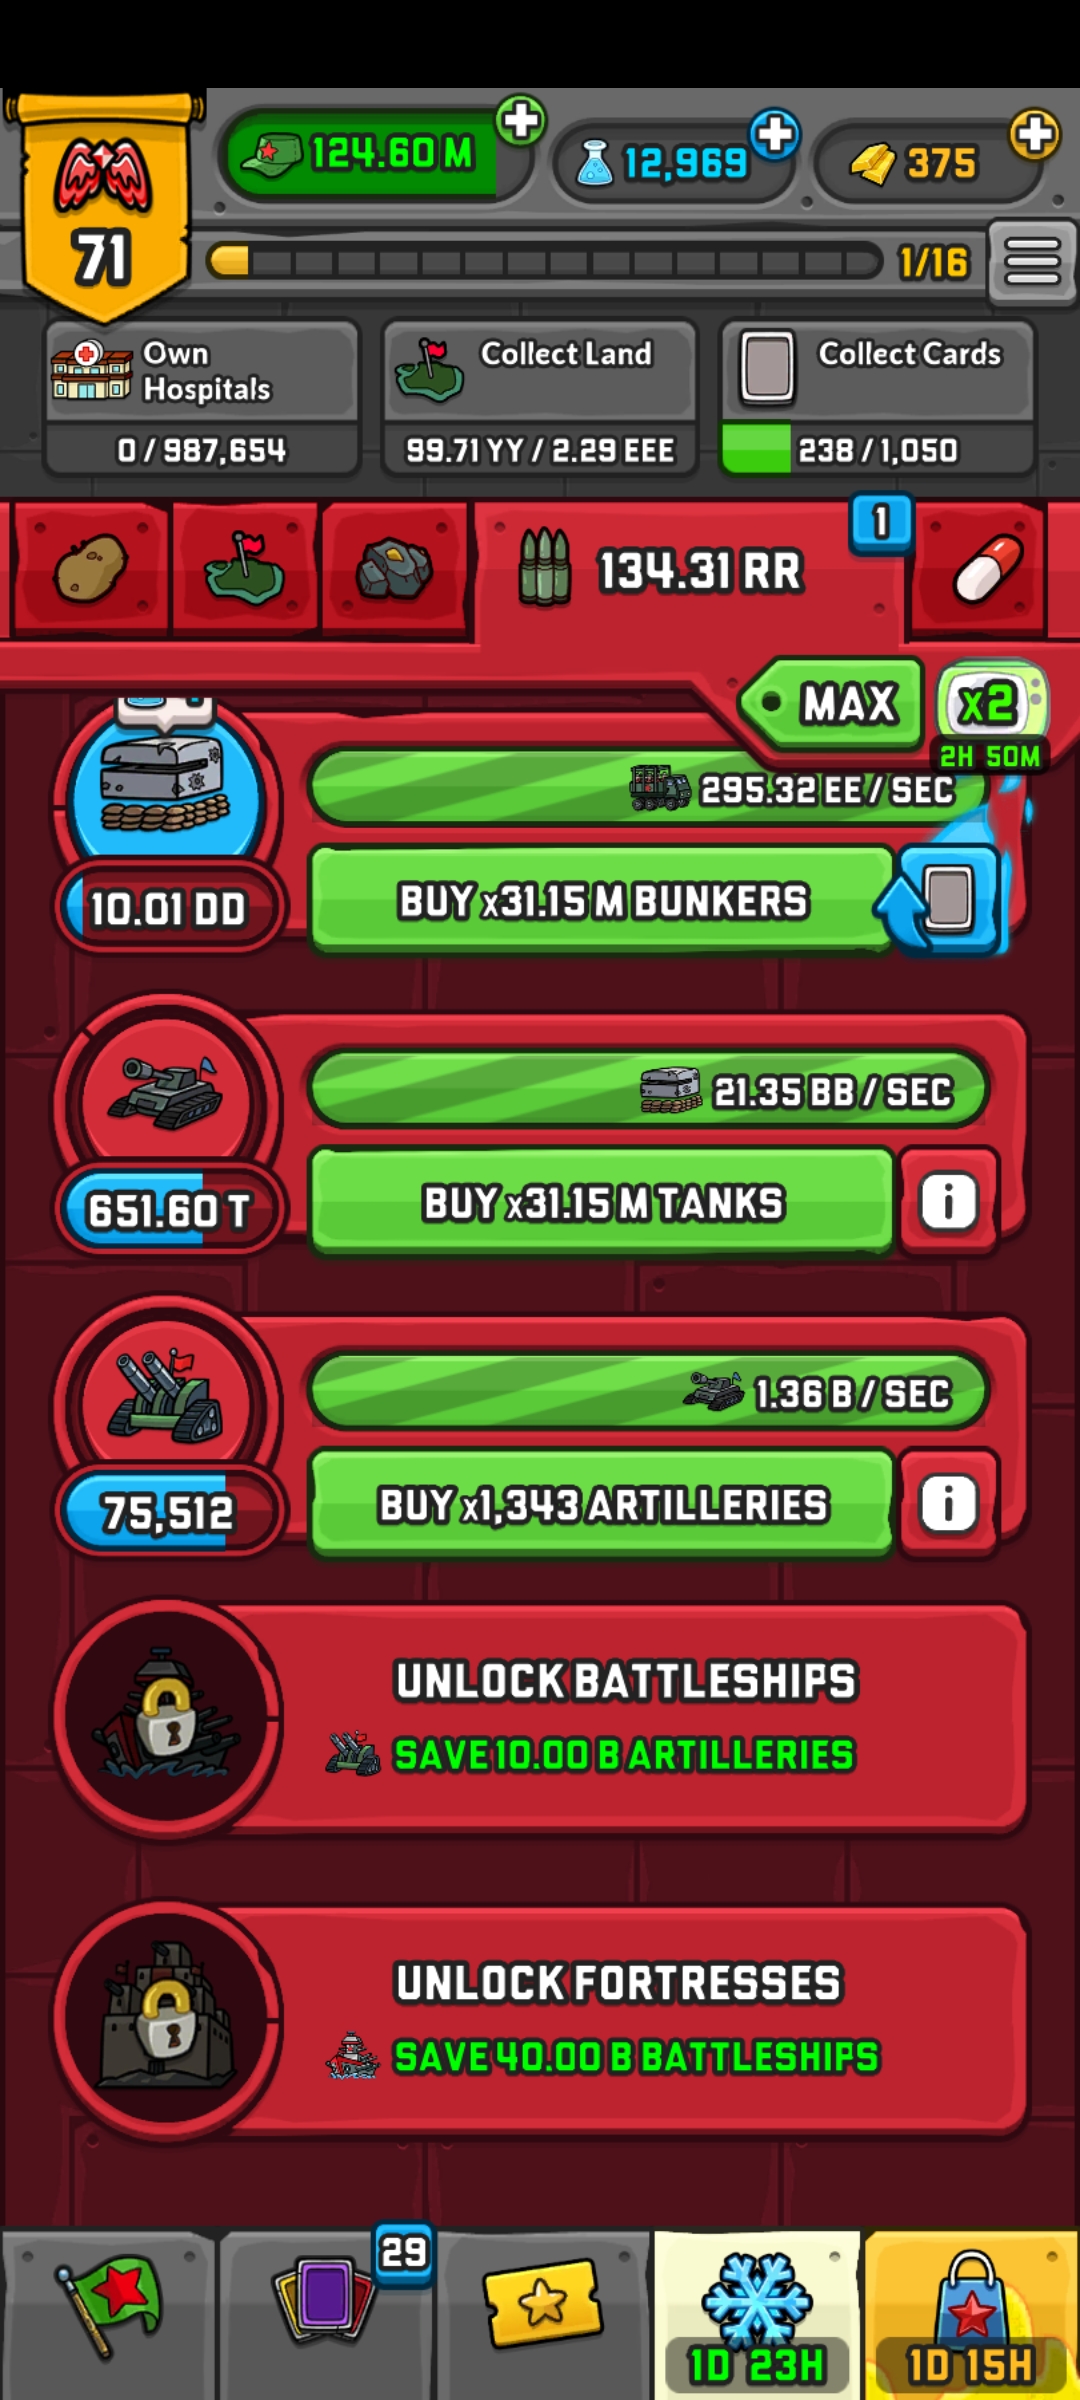 124.60 M
12,969
375
71
1/16
Own
Hospitals
0 / 987,654
Collect Land
99.71 YY / 2.29 EEE
Collect Cards
238 / 1,050
134.31 RR
1
MAX
x2
2H 50M
295.32 EE / SEC
10.01 DD
BUY x31.15 M BUNKERS
21.35 BB / SEC
651.60 T
BUY x31.15 M TANKS
i
1.36 B / SEC
75,512
BUY x1,343 ARTILLERIES
i
UNLOCK BATTLESHIPS
SAVE 10.00 B ARTILLERIES
UNLOCK FORTRESSES
SAVE 40.00 B BATTLESHIPS
29
1D 23H
1D 15H